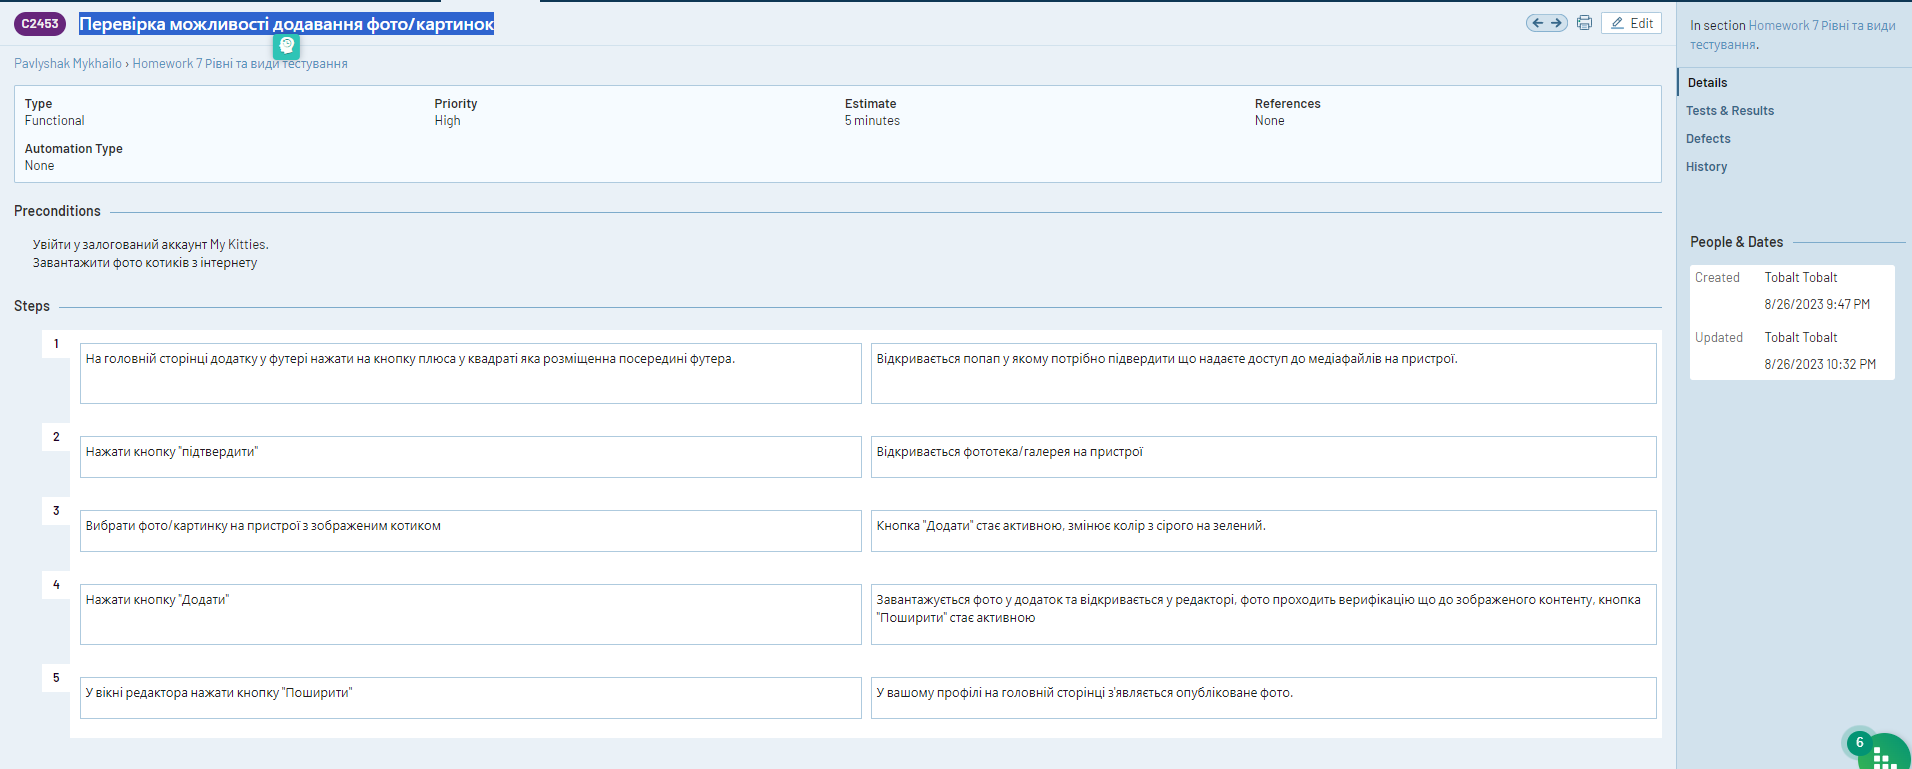 C2453 Перевірка можливості додавання фото/картинок
Edit
Pavlyshak Mykhailo › Homework 7 Рівні та види тестування
Type
Functional
Priority
High
Estimate
5 minutes
References
None
Automation Type
None
Preconditions
Увійти у залогований аккаунт My Kitties.
Завантажити фото котиків з інтернету
Steps
1
На головній сторінці додатку у футері нажати на кнопку плюса у квадраті яка розміщенна посередині футера.
Відкривається попап у якому потрібно підвердити що надаєте доступ до медіафайлів на пристрої.
2
Нажати кнопку "підтвердити"
Відкривається фототека/галерея на пристрої
3
Вибрати фото/картинку на пристрої з зображеним котиком
Кнопка "Додати" стає активною, змінює колір з сірого на зелений.
4
Нажати кнопку "Додати"
Завантажується фото у додаток та відкривається у редакторі, фото проходить верифікацію що до зображеного контенту, кнопка
"Поширити" стає активною
5
У вікні редактора нажати кнопку "Поширити"
У вашому профілі на головній сторінці з'являється опубліковане фото.
In section Homework 7 Рівні та види
тестування.
Details
Tests & Results
Defects
History
People & Dates
Created Tobalt Tobalt
8/26/2023 9:47 PM
Updated Tobalt Tobalt
8/26/2023 10:32 PM
6